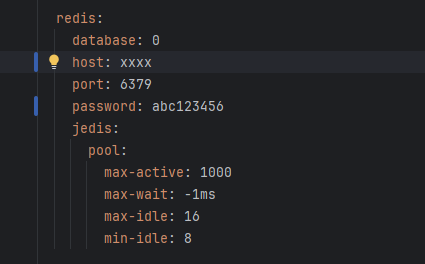 redis:
database: 0
host: xxxx
port: 6379
password: abc123456
jedis:
pool:
max-active: 1000
max-wait: -1ms
max-idle: 16
min-idle: 8